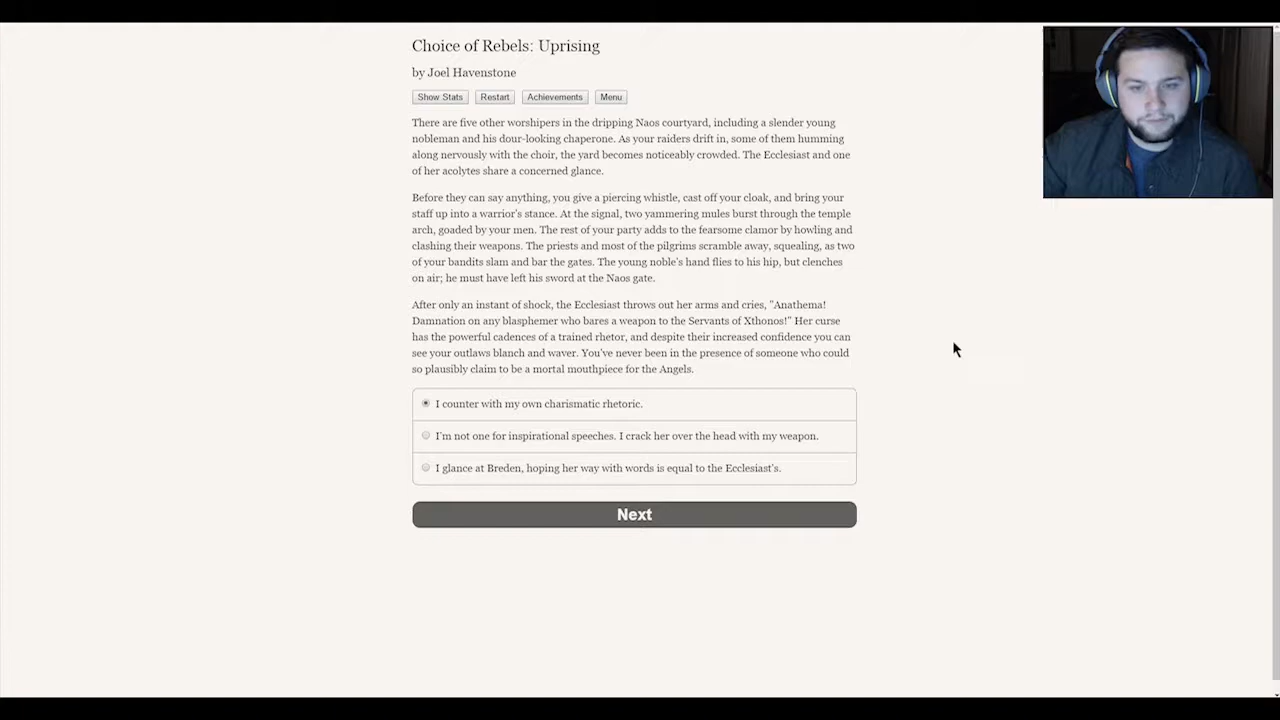 Choice of Rebels: Uprising
by Joel Havenstone
Show Stats Restart Achievements Menu
There are five other worshipers in the dripping Naos courtyard, including a slender young
nobleman and his dour-looking chaperone. As your raiders drift in, some of them humming
along nervously with the choir, the yard becomes noticeably crowded. The Ecclesiast and one
of her acolytes share a concerned glance.
Before they can say anything, you give a piercing whistle, cast off your cloak, and bring your
staff up into a warrior's stance. At the signal, two yammering mules burst through the temple
arch, goaded by your men. The rest of your party adds to the fearsome clamor by howling and
clashing their weapons. The priests and most of the pilgrims scramble away, squealing, as two
of your bandits slam and bar the gates. The young noble's hand flies to his hip, but clenches
on air; he must have left his sword at the Naos gate.
After only an instant of shock, the Ecclesiast throws out her arms and cries, "Anathema!
Damnation on any blasphemer who bares a weapon to the Servants of Xthonos!" Her curse
has the powerful cadences of a trained rhetor, and despite their increased confidence you can
see your outlaws blanch and waver. You've never been in the presence of someone who could
so plausibly claim to be a mortal mouthpiece for the Angels.
I counter with my own charismatic rhetoric.
I'm not one for inspirational speeches. I crack her over the head with my weapon.
I glance at Breden, hoping her way with words is equal to the Ecclesiast's.
Next